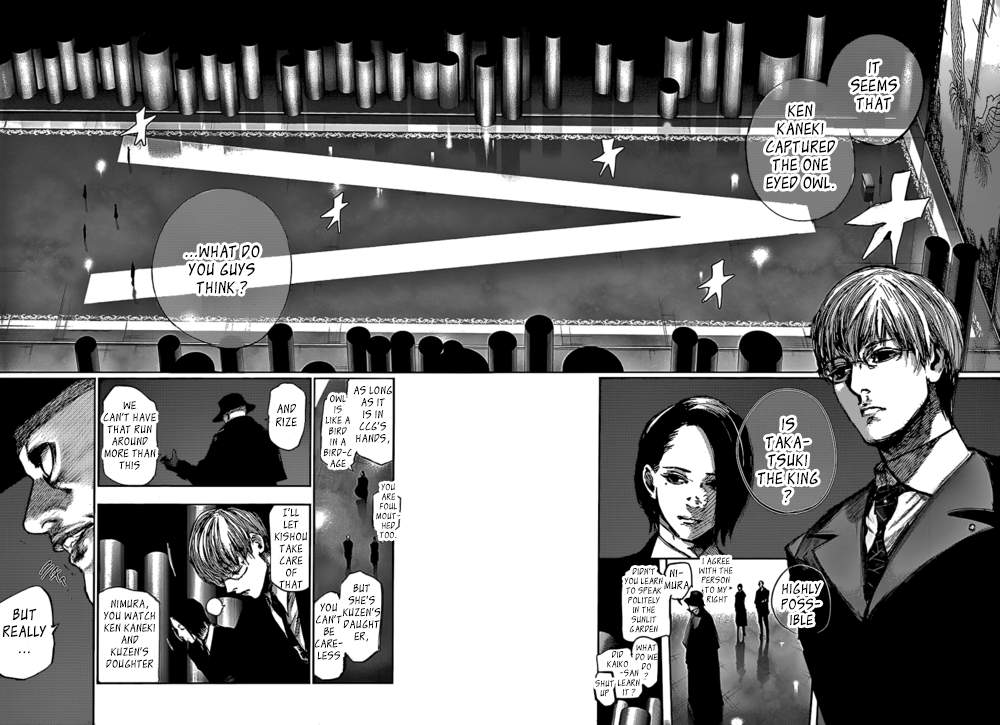 IT
SEEMS
THAT
KEN
KANEKI
CAPTURED
THE ONE
EYED OWL.
...WHAT DO
YOU GUYS
THINK?
IS
TAKA-
TSUKI
THE KING
?
HIGHLY
POSS-
IBLE
I AGREE
WITH THE
PERSON
TO MY
RIGHT
NI-
MURA
DIDN'T
YOU LEARN
TO SPEAK
POLITELY
IN THE
SUNLIT
GARDEN
WHAT DO
WE DO
?
DID
KAIKO
-SAN
LEARN
IT?
SHUT
UP
AS LONG
AS IT
IS IN
CCG'S
HANDS,
OWL
IS
LIKE A
BIRD
IN A
BIRD-C
AGE
YOU ARE
FOUL
MOUT
HED
TOO.
BUT
SHE'S
KUZEN'S
DAUGHT
ER,
YOU
CAN'T
BE
CARE-
LESS
AND
RIZE
WE
CAN'T HAVE
THAT RUN
AROUND
MORE THAN
THIS
I'LL
LET
KISHOU
TAKE
CARE
OF
THAT
NIMURA,
YOU WATCH
KEN KANEKI
AND
KUZEN'S
DOUGHTER
BUT
REALLY
...